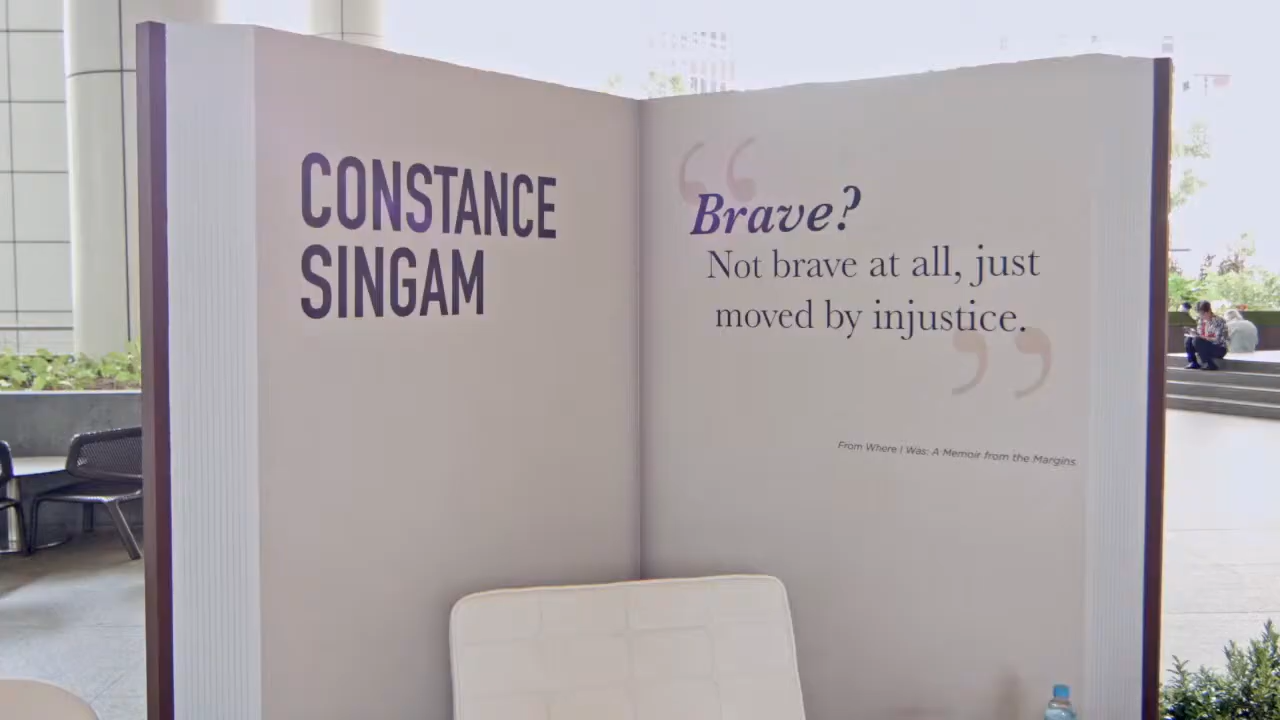 CONSTANCE
SINGAM
“
Brave?
Not brave at all, just
moved by injustice.
”
From Where I Was: A Memoir from the Margins